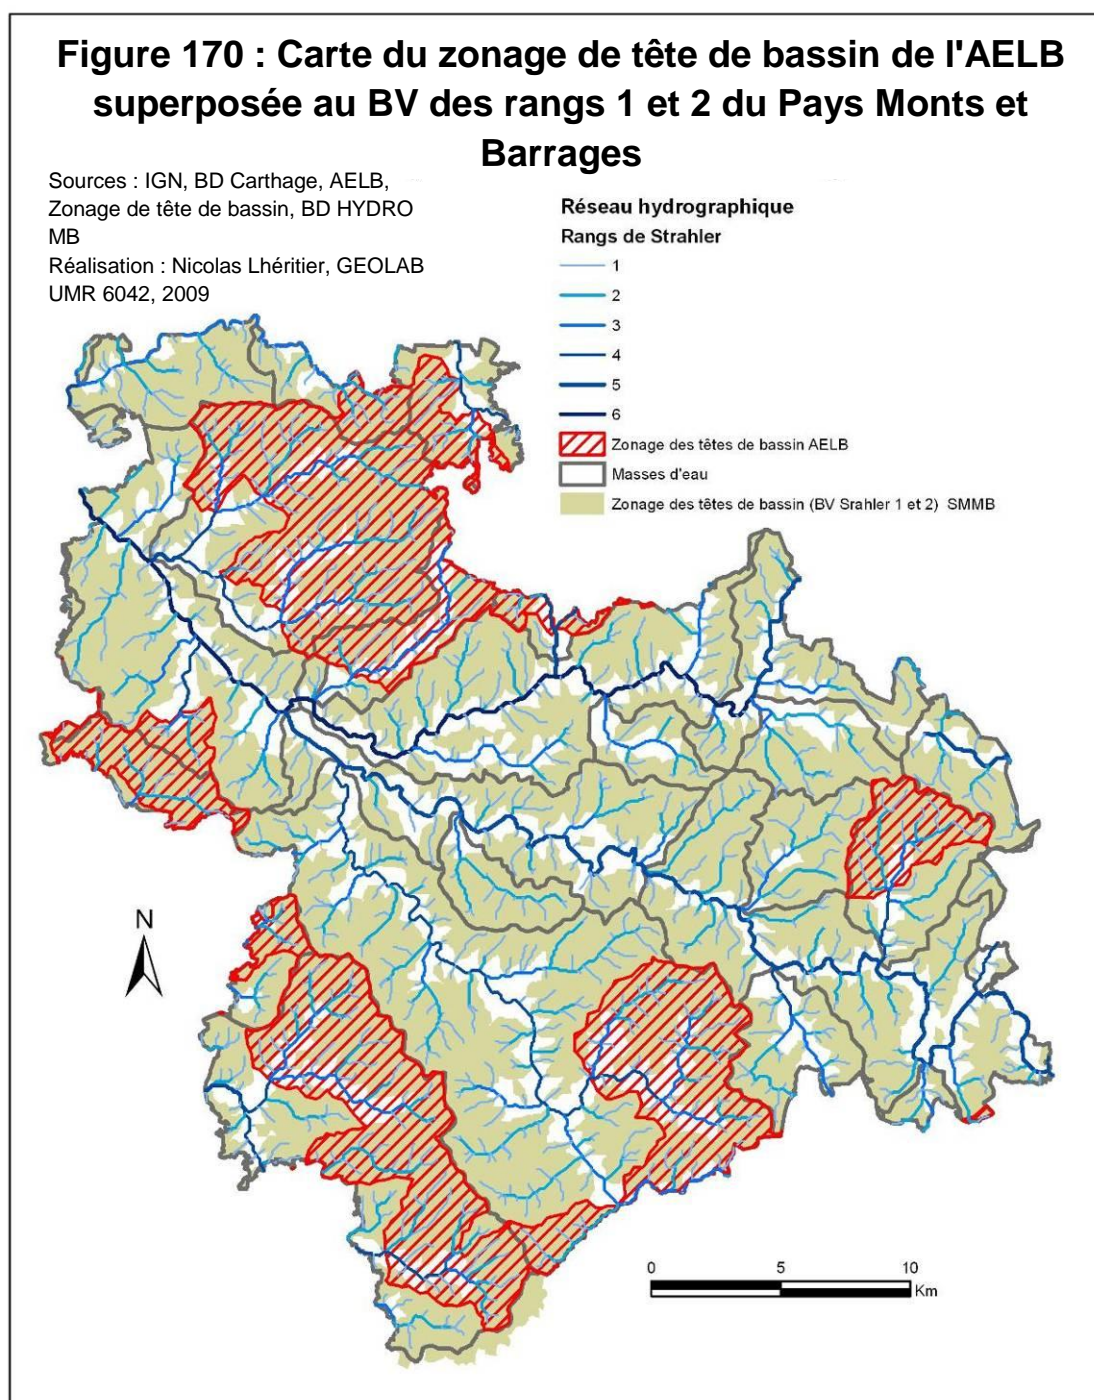 Figure 170 : Carte du zonage de tête de bassin de l'AELB
superposée au BV des rangs 1 et 2 du Pays Monts et
Barrages
Sources : IGN, BD Carthage, AELB,
Zonage de tête de bassin, BD HYDRO
MB
Réalisation : Nicolas Lhéritier, GEOLAB
UMR 6042, 2009
Réseau hydrographique
Rangs de Strahler
1
2
3
4
5
6
Zonage des têtes de bassin AELB
Masses d'eau
Zonage des têtes de bassin (BV Srahler 1 et 2) SMMB
N
0 5 10
Km